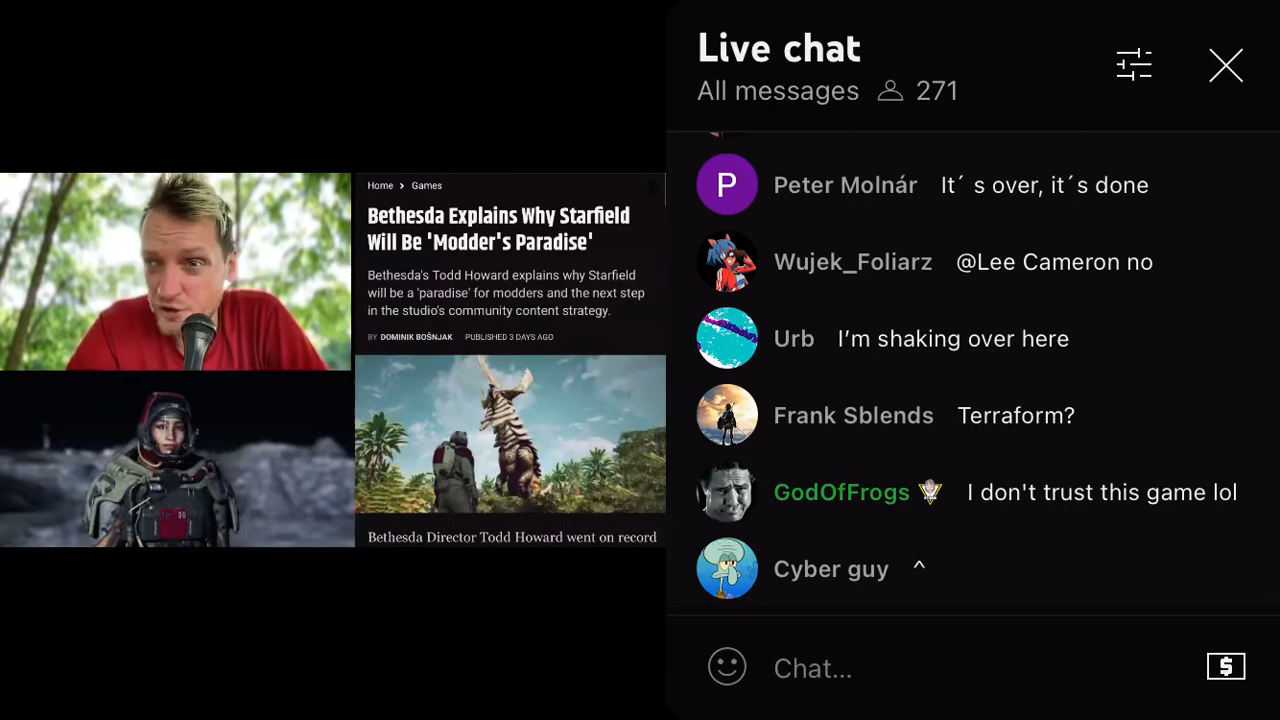 Home > Games
Bethesda Explains Why Starfield
Will Be 'Modder's Paradise'
Bethesda's Todd Howard explains why Starfield
will be a 'paradise' for modders and the next step
in the studio's community content strategy.
BY DOMINIK BOŠNJAK PUBLISHED 3 DAYS AGO
Bethesda Director Todd Howard went on record
Live chat
All messages 271
P
Peter Molnár It´ s over, it´s done
Wujek_Foliarz @Lee Cameron no
Urb I’m shaking over here
Frank Sblends Terraform?
GodOfFrogs I don't trust this game lol
Cyber guy ^
Chat...
$